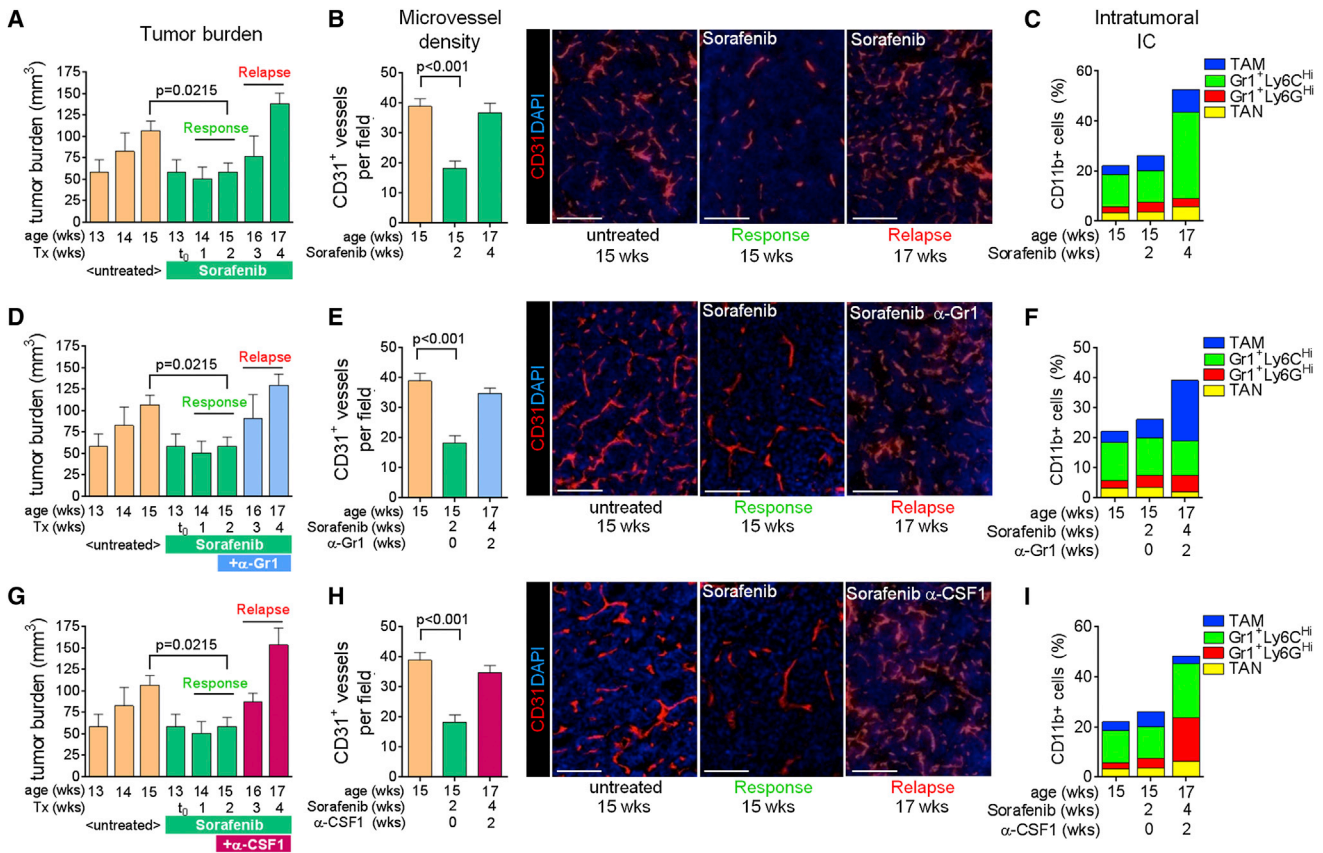 A
Tumor burden
tumor burden (mm³)
175
150
125
100
75
50
25
0
p=0.0215
Response
Relapse
age (wks) 13 14 15 13 14 15 16 17
Tx (wks) t₀ 1 2 3 4
<untreated> Sorafenib
B
Microvessel
density
CD31⁺ vessels
per field
50
40
30
20
10
0
p<0.001
age (wks) 15 15 17
Sorafenib (wks) 2 4
CD31DAPI
Sorafenib
Sorafenib
untreated
15 wks
Response
15 wks
Relapse
17 wks
C
Intratumoral
IC
CD11b+ cells (%)
60
40
20
0
TAM
Gr1⁺Ly6Cᴴⁱ
Gr1⁺Ly6Gᴴⁱ
TAN
age (wks) 15 15 17
Sorafenib (wks) 2 4
D
tumor burden (mm³)
175
150
125
100
75
50
25
0
p=0.0215
Response
Relapse
age (wks) 13 14 15 13 14 15 16 17
Tx (wks) t₀ 1 2 3 4
<untreated> Sorafenib
+α-Gr1
E
CD31⁺ vessels
per field
50
40
30
20
10
0
p<0.001
age (wks) 15 15 17
Sorafenib (wks) 2 4
α-Gr1 (wks) 0 2
CD31DAPI
Sorafenib
Sorafenib α-Gr1
untreated
15 wks
Response
15 wks
Relapse
17 wks
F
CD11b+ cells (%)
50
40
30
20
10
0
TAM
Gr1⁺Ly6Cᴴⁱ
Gr1⁺Ly6Gᴴⁱ
TAN
age (wks) 15 15 17
Sorafenib (wks) 2 4
α-Gr1 (wks) 0 2
G
tumor burden (mm³)
175
150
125
100
75
50
25
0
p=0.0215
Response
Relapse
age (wks) 13 14 15 13 14 15 16 17
Tx (wks) t₀ 1 2 3 4
<untreated> Sorafenib
+α-CSF1
H
CD31⁺ vessels
per field
50
40
30
20
10
0
p<0.001
age (wks) 15 15 17
Sorafenib (wks) 2 4
α-CSF1 (wks) 0 2
CD31DAPI
Sorafenib
Sorafenib α-CSF1
untreated
15 wks
Response
15 wks
Relapse
17 wks
I
CD11b+ cells (%)
60
40
20
0
TAM
Gr1⁺Ly6Cᴴⁱ
Gr1⁺Ly6Gᴴⁱ
TAN
age (wks) 15 15 17
Sorafenib (wks) 2 4
α-CSF1 (wks) 0 2